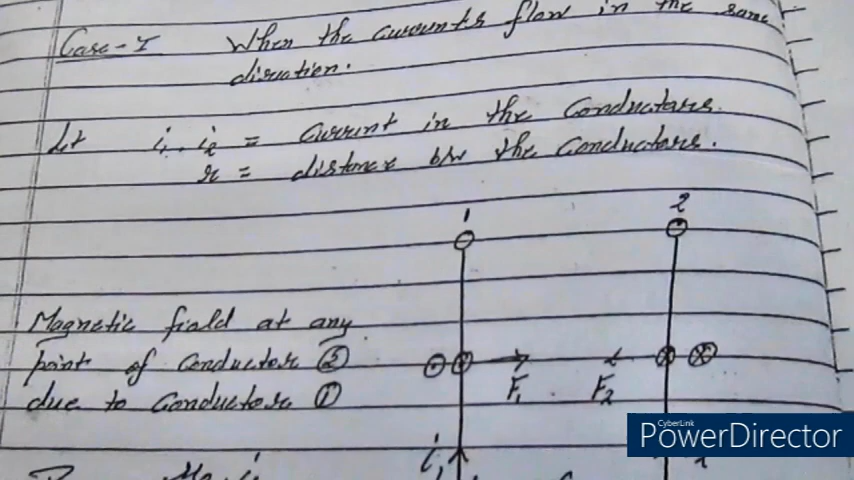 Case-I When the currents flow in the same
direction.
Let i₁, i₂ = current in the conductors.
r = distance b/w the conductors.
1 2
Magnetic field at any
point of conductor ②
due to conductor ①
F₁ F₂
i₁
CyberLink
PowerDirector